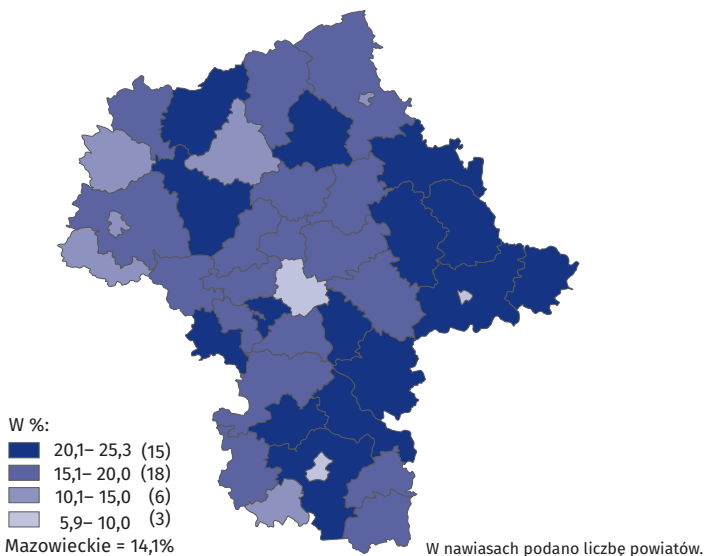 W %:
20,1– 25,3 (15)
15,1– 20,0 (18)
10,1– 15,0 (6)
5,9– 10,0 (3)
Mazowieckie = 14,1%
W nawiasach podano liczbę powiatów.